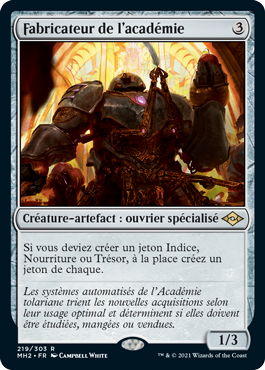 Fabricateur de l'académie 3
Créature-artefact : ouvrier spécialisé
Si vous deviez créer un jeton Indice,
Nourriture ou Trésor, à la place créez un
jeton de chaque.
Les systèmes automatisés de l'Académie
tolariane trient les nouvelles acquisitions selon
leur usage optimal et déterminent si elles doivent
être étudiées, mangées ou vendues.
1/3
219/303 R
MH2 • FR Campbell White
™ & © 2021 Wizards of the Coast